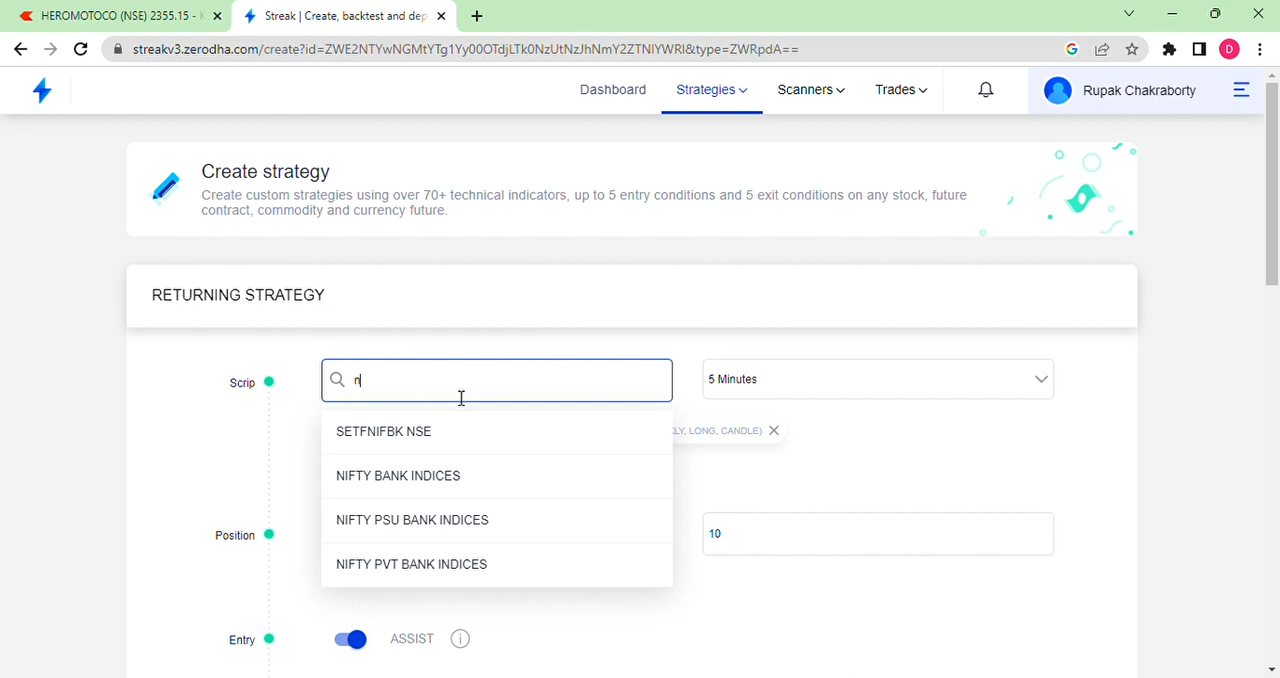 HEROMOTOCO (NSE) 2355.15 -
Streak | Create, backtest and dep
streakv3.zerodha.com/create?id=ZWE2NTYwNGMtYTg1Yy00OTdjLTk0NzUtNzJhNmY2ZTNlYWRl&type=ZWRpdA==
D
Dashboard
Strategies
Scanners
Trades
Rupak Chakraborty
Create strategy
Create custom strategies using over 70+ technical indicators, up to 5 entry conditions and 5 exit conditions on any stock, future
contract, commodity and currency future.
RETURNING STRATEGY
Scrip
n
5 Minutes
SETFNIFBK NSE
LY, LONG, CANDLE)
NIFTY BANK INDICES
NIFTY PSU BANK INDICES
NIFTY PVT BANK INDICES
Position
10
Entry
ASSIST